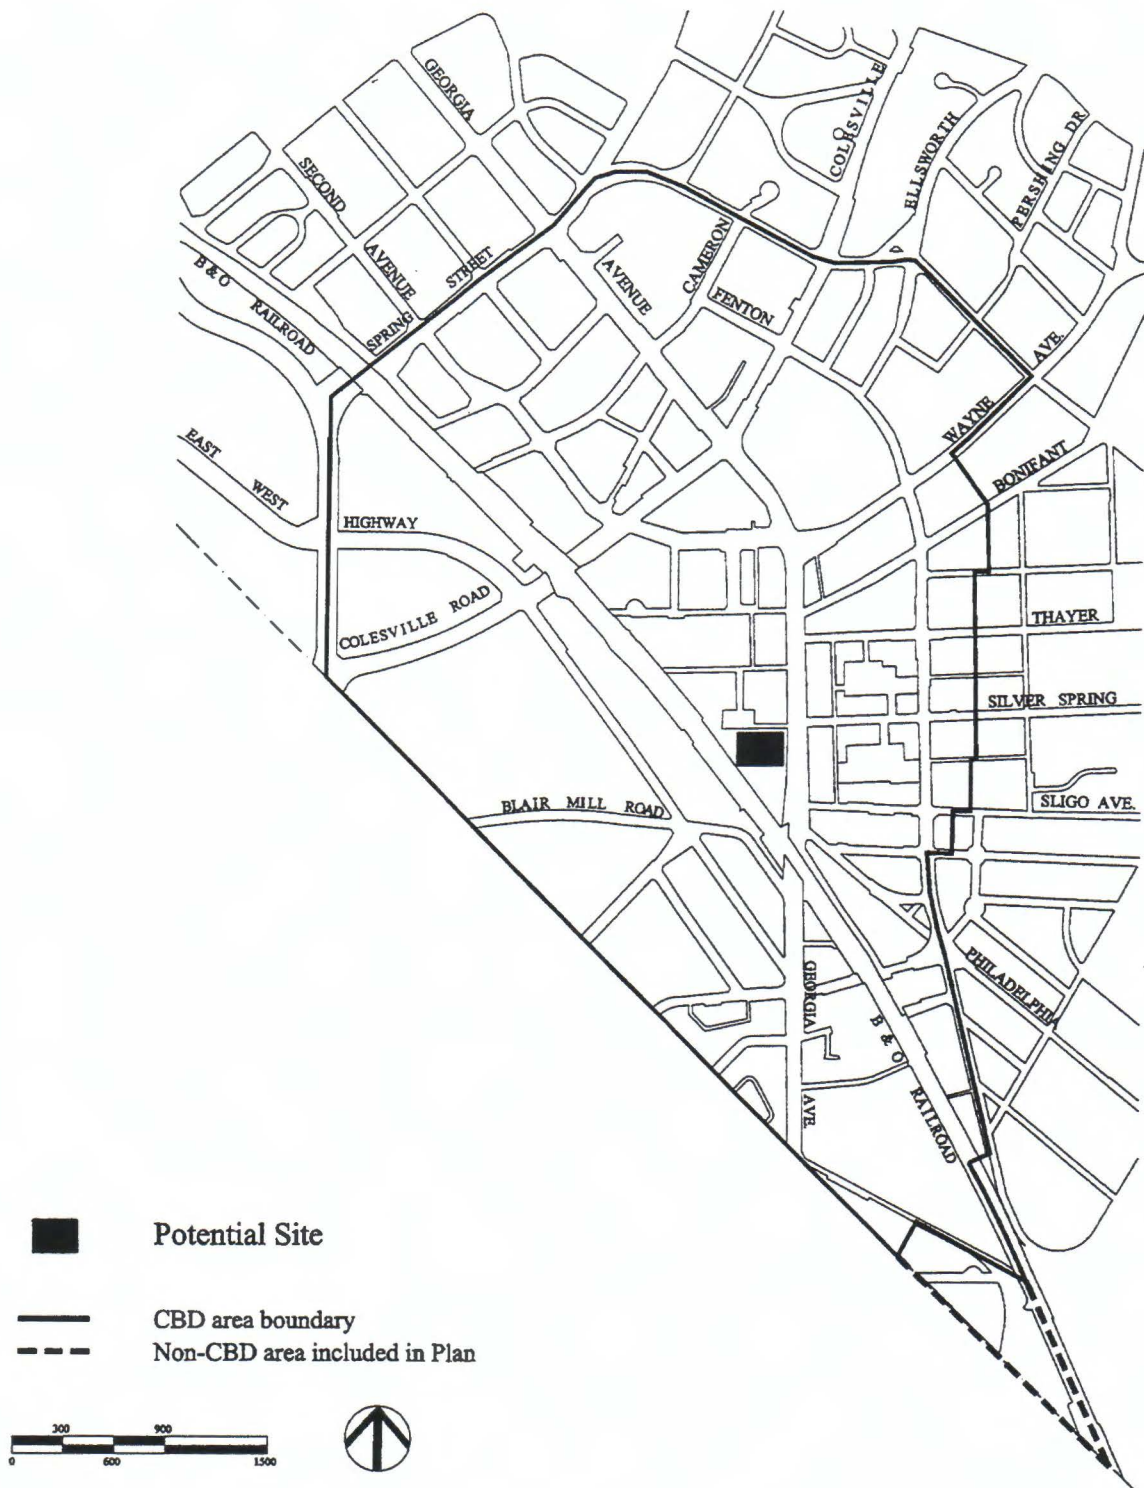 GEORGIA
COLESVILLE
ELLSWORTH
PERSHING DR.
SECOND
AVENUE
B & O
RAILROAD
SPRING
STREET
AVENUE
CAMERON
FENTON
WAYNE
AVE.
BONIFANT
EAST
WEST
HIGHWAY
COLESVILLE ROAD
THAYER
SILVER SPRING
SLIGO AVE.
BLAIR MILL ROAD
PHILADELPHIA
GEORGIA
AVE.
B & O
RAILROAD
Potential Site
CBD area boundary
Non-CBD area included in Plan
300 900
0 600 1500